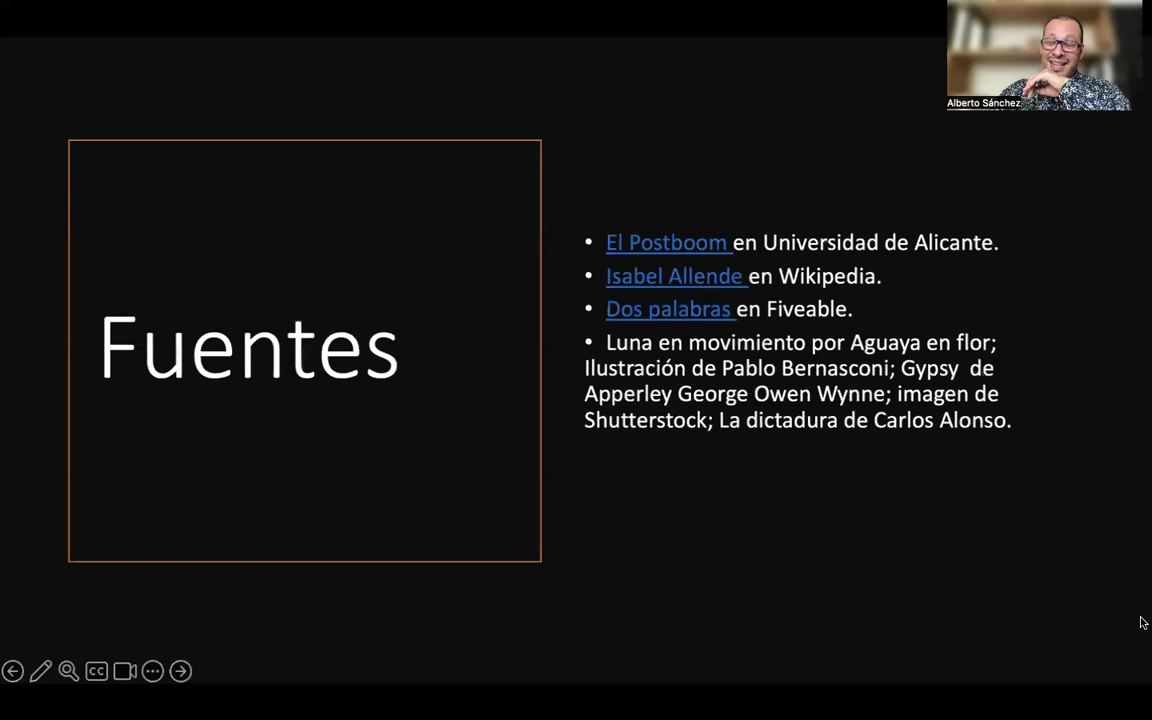 Alberto Sánchez
Fuentes
• El Postboom en Universidad de Alicante.
• Isabel Allende en Wikipedia.
• Dos palabras en Fiveable.
• Luna en movimiento por Aguaya en flor;
Ilustración de Pablo Bernasconi; Gypsy de
Apperley George Owen Wynne; imagen de
Shutterstock; La dictadura de Carlos Alonso.
CC